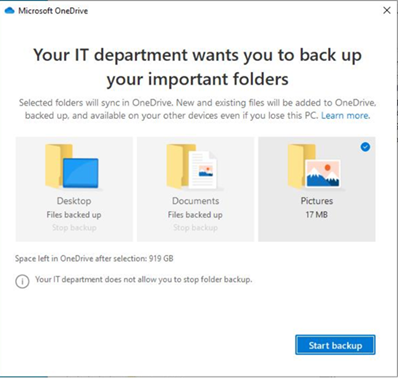 Microsoft OneDrive
Your IT department wants you to back up
your important folders
Selected folders will sync in OneDrive. New and existing files will be added to OneDrive,
backed up, and available on your other devices even if you lose this PC. Learn more.
Desktop
Files backed up
Stop backup
Documents
Files backed up
Stop backup
Pictures
17 MB
Space left in OneDrive after selection: 919 GB
Your IT department does not allow you to stop folder backup.
Start backup